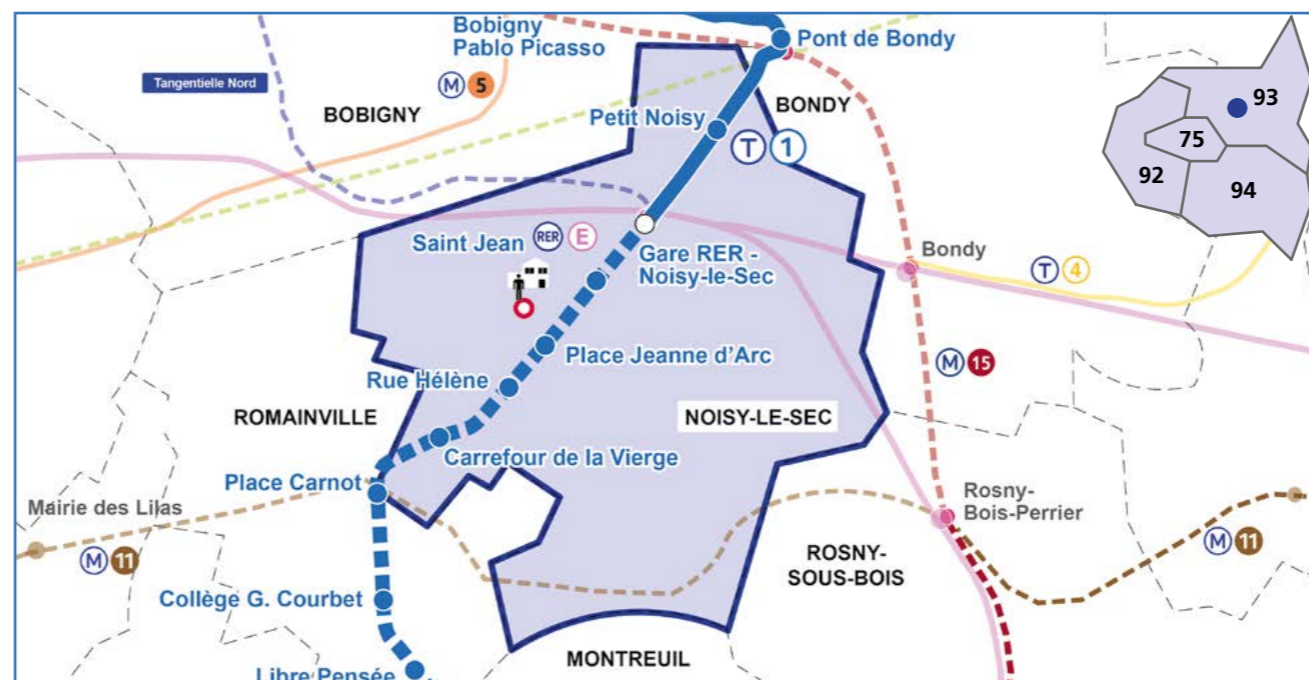 Bobigny
Pablo Picasso
Pont de Bondy
Tangentielle Nord
M 5
BOBIGNY
BONDY
Petit Noisy
T 1
93
75
92
94
Saint Jean
RER E
Gare RER -
Noisy-le-Sec
Bondy
T 4
Place Jeanne d'Arc
M 15
Rue Hélène
ROMAINVILLE
NOISY-LE-SEC
Carrefour de la Vierge
Place Carnot
Mairie des Lilas
Rosny-
Bois-Perrier
M 11
M 11
ROSNY-
SOUS-BOIS
Collège G. Courbet
MONTREUIL
Libre Pensée